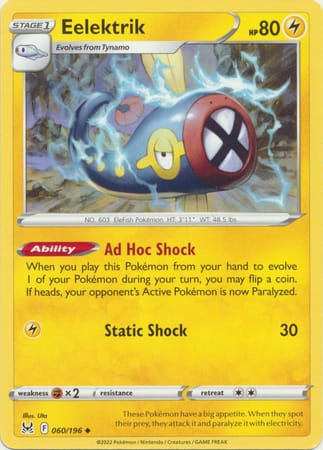 STAGE 1
Eelektrik
HP 80
Evolves from Tynamo
NO. 603 EleFish Pokémon HT: 3'11" WT: 48.5 lbs.
Ability Ad Hoc Shock
When you play this Pokémon from your hand to evolve
1 of your Pokémon during your turn, you may flip a coin.
If heads, your opponent's Active Pokémon is now Paralyzed.
Static Shock 30
weakness ×2 resistance retreat
Illus. Uto
F 060/196
These Pokémon have a big appetite. When they spot
their prey, they attack it and paralyze it with electricity.
©2022 Pokémon / Nintendo / Creatures / GAME FREAK